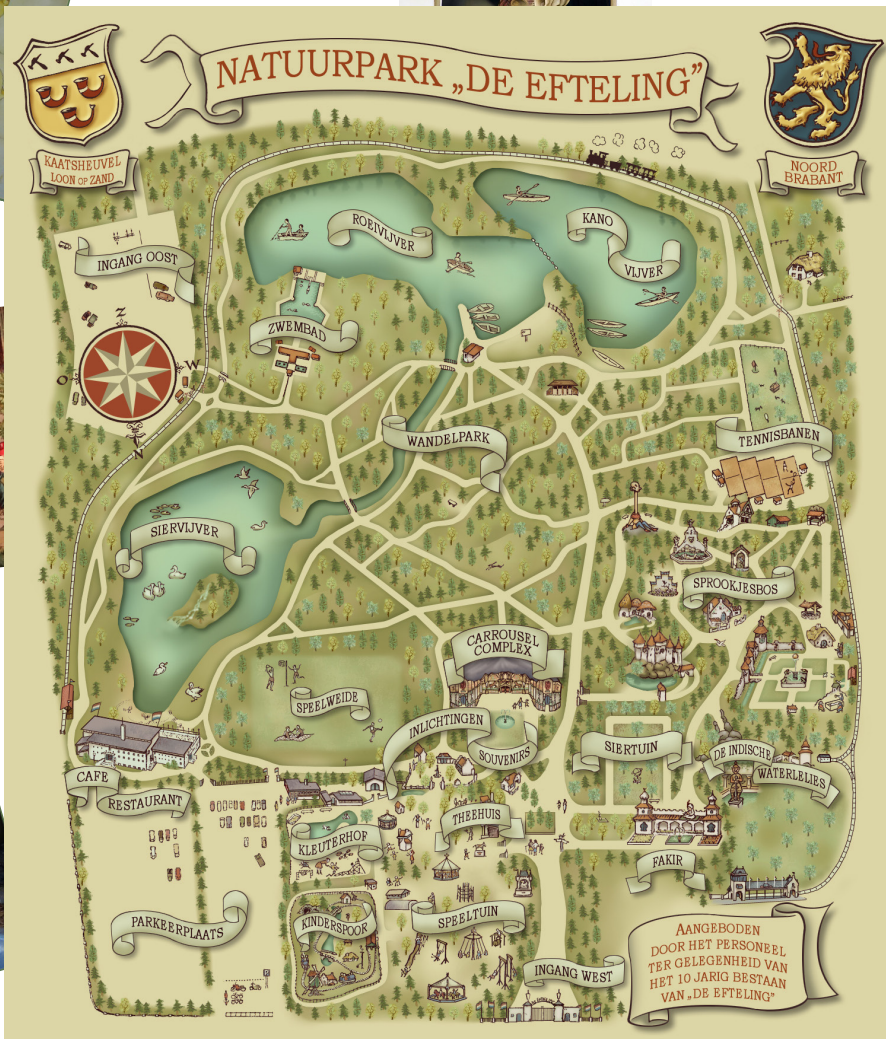 NATUURPARK „DE EFTELING”
KAATSHEUVEL
LOON OP ZAND
NOORD
BRABANT
INGANG OOST
ROEIVIJVER
KANO
VIJVER
ZWEMBAD
Z
O
W
N
WANDELPARK
TENNISBANEN
SIERVIJVER
SPROOKJESBOS
CARROUSEL
COMPLEX
SPEELWEIDE
INLICHTINGEN
SOUVENIRS
SIERTUIN
DE INDISCHE
WATERLELIES
CAFE
RESTAURANT
KLEUTERHOF
THEEHUIS
FAKIR
PARKEERPLAATS
KINDERSPOOR
SPEELTUIN
INGANG WEST
AANGEBODEN
DOOR HET PERSONEEL
TER GELEGENHEID VAN
HET 10 JARIG BESTAAN
VAN „DE EFTELING”